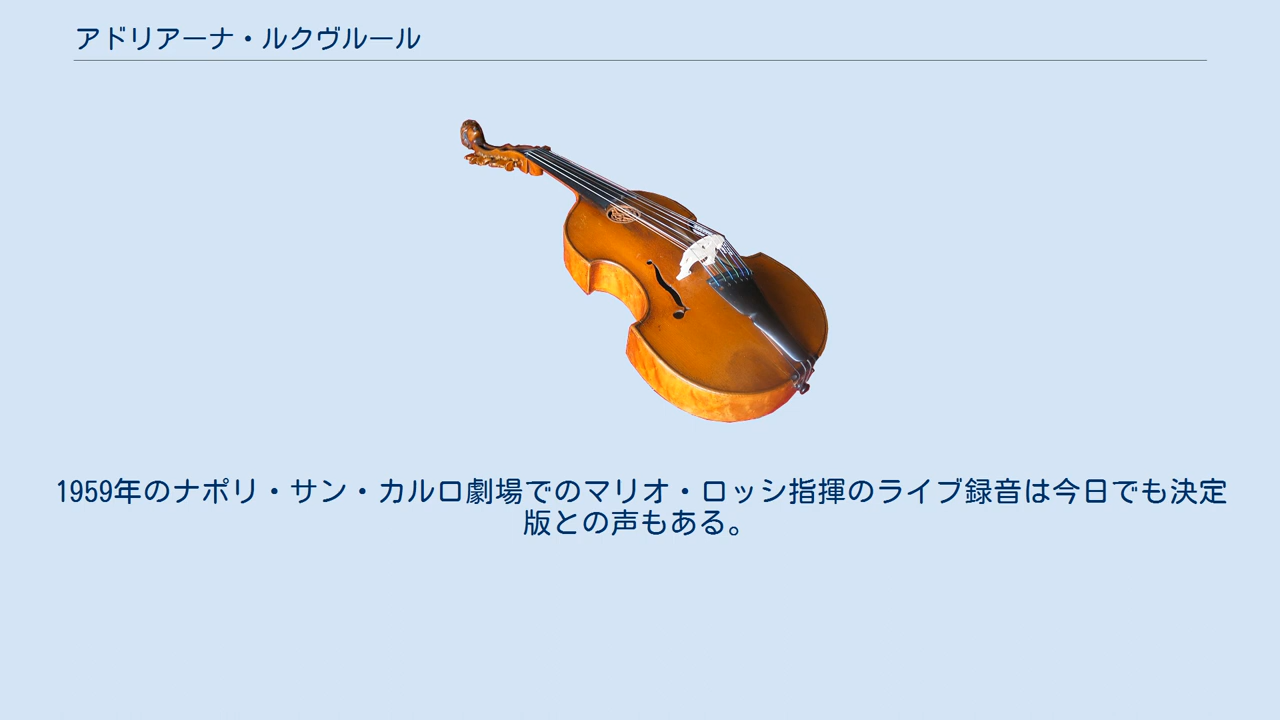 アドリアーナ・ルクヴルール
1959年のナポリ・サン・カルロ劇場でのマリオ・ロッシ指揮のライブ録音は今日でも決定
版との声もある。